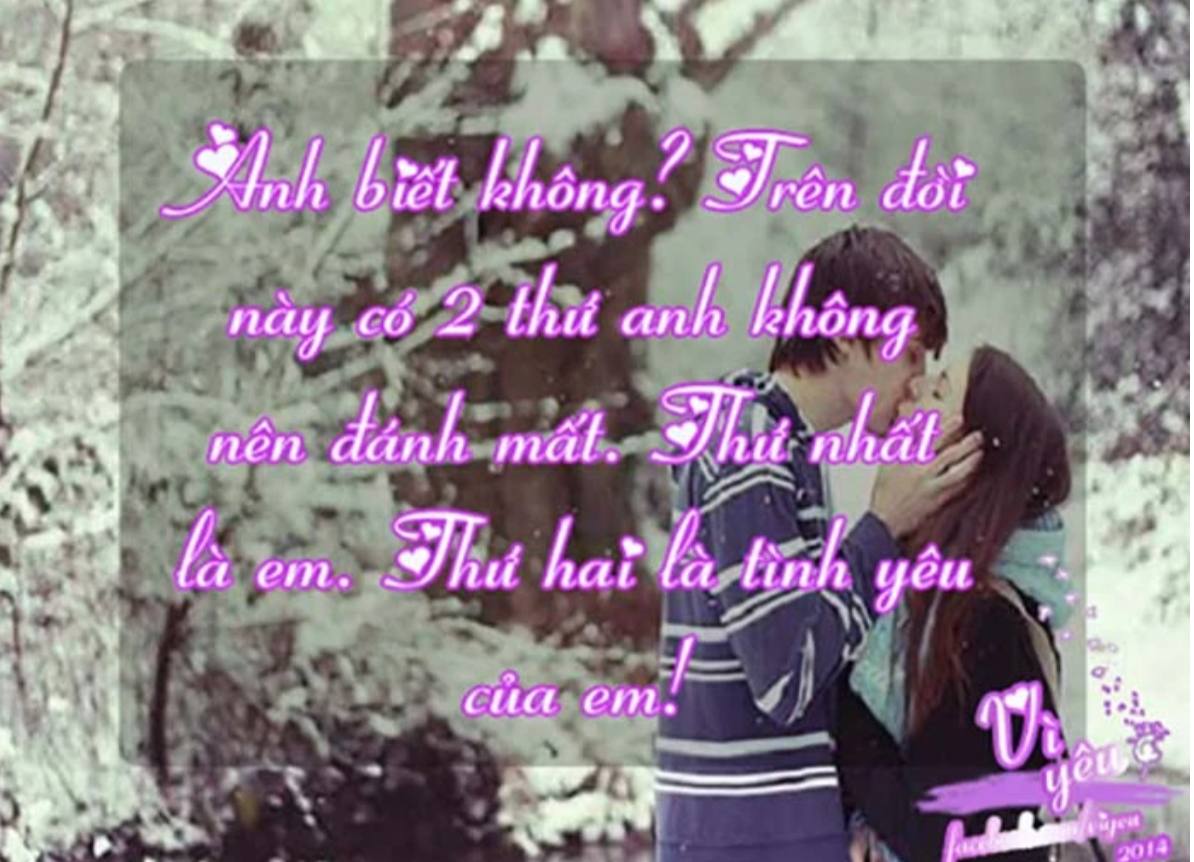 Anh biết không? Trên đời
này có 2 thứ anh không
nên đánh mất. Thứ nhất
là em. Thứ hai là tình yêu
của em!
Vì
yêu
2014